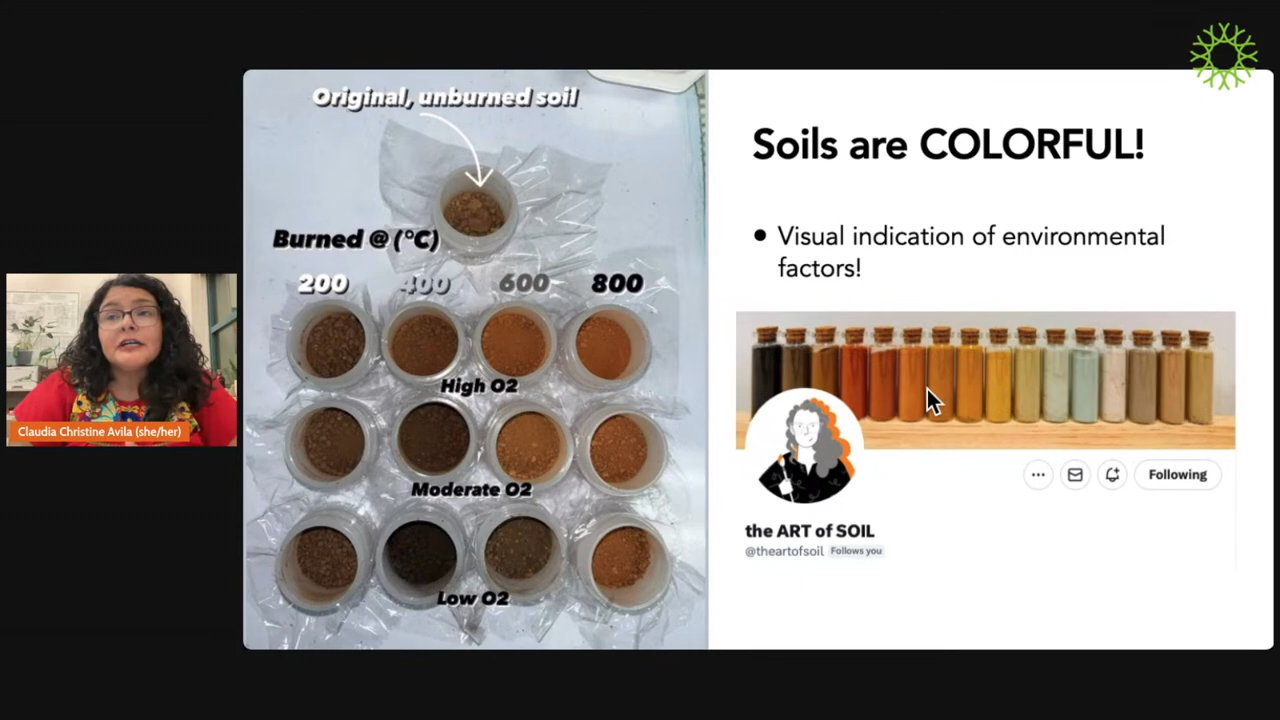 Original, unburned soil
Burned @ (°C)
200 400 600 800
High O2
Moderate O2
Low O2
Soils are COLORFUL!
• Visual indication of environmental
factors!
Following
the ART of SOIL
@theartofsoil Follows you
Claudia Christine Avila (she/her)